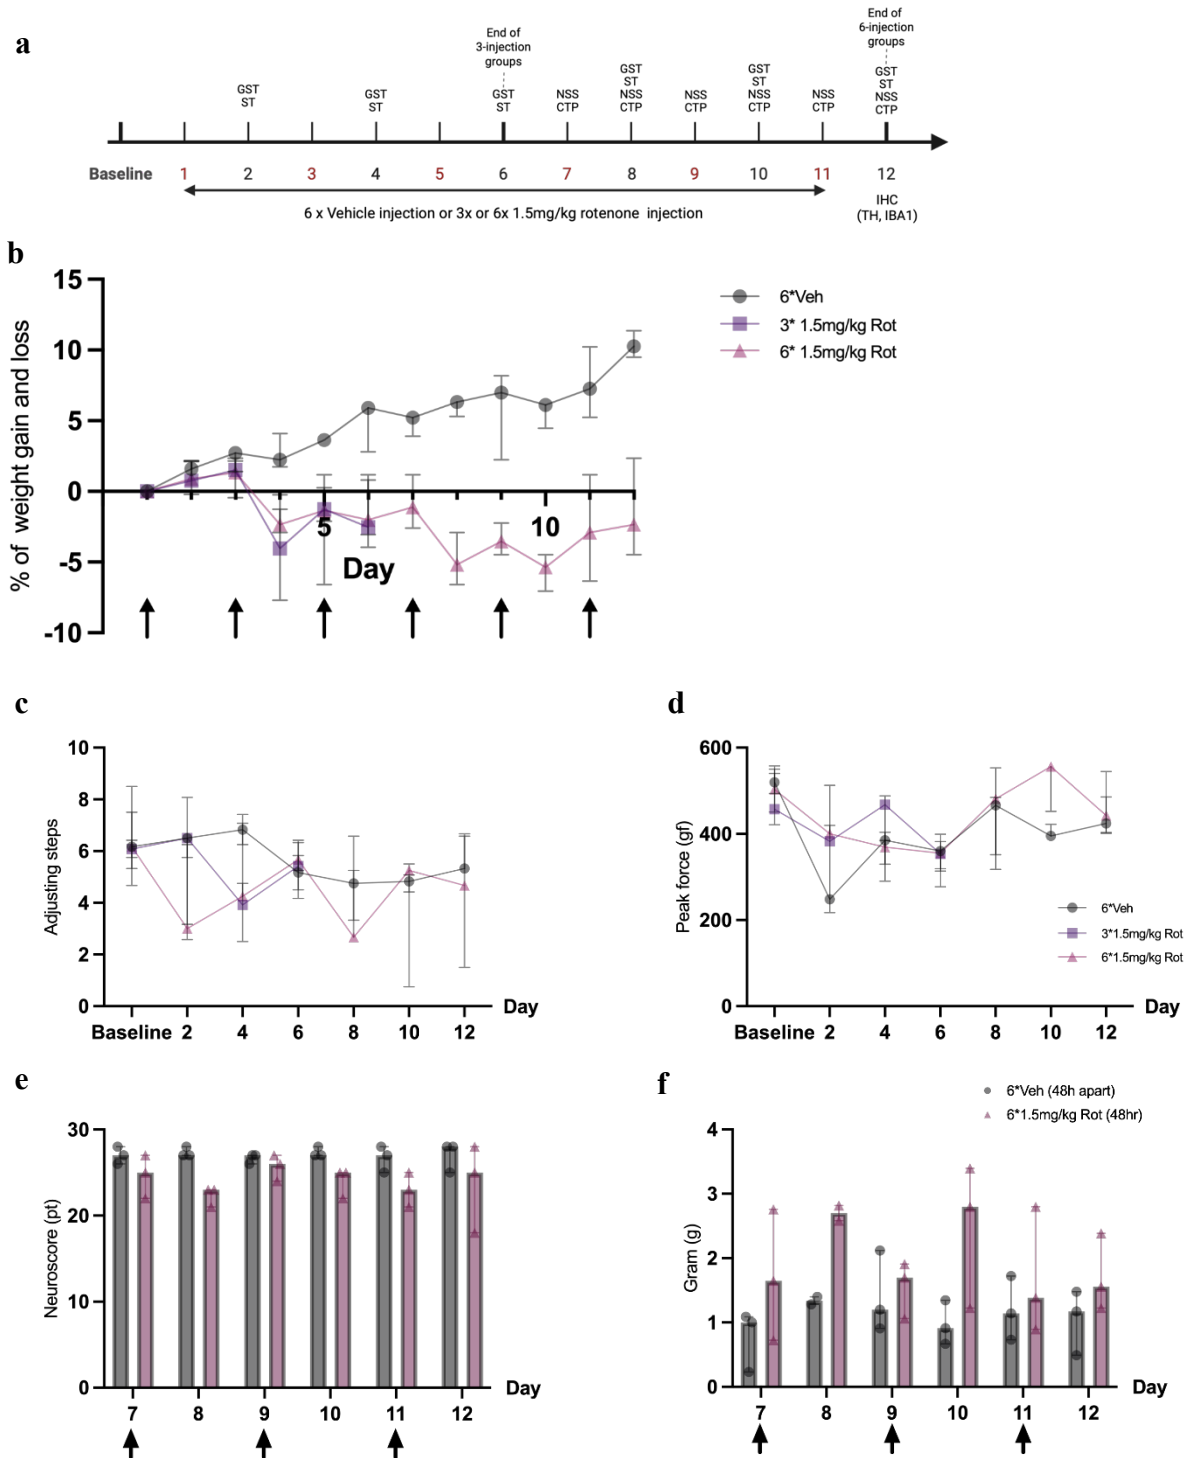 a
End of
3-injection
groups
End of
6-injection
groups
GST
ST
GST
ST
GST
ST
NSS
CTP
GST
ST
NSS
CTP
NSS
CTP
GST
ST
NSS
CTP
NSS
CTP
GST
ST
NSS
CTP
Baseline 1 2 3 4 5 6 7 8 9 10 11 12
6 x Vehicle injection or 3x or 6x 1.5mg/kg rotenone injection
IHC
(TH, IBA1)
b
% of weight gain and loss
15
10
5
0
-5
-10
5 10
Day
6*Veh
3* 1.5mg/kg Rot
6* 1.5mg/kg Rot
c
Adjusting steps
10
8
6
4
2
0
Baseline 2 4 6 8 10 12
Day
d
Peak force (gf)
600
400
200
0
Baseline 2 4 6 8 10 12
Day
6*Veh
3*1.5mg/kg Rot
6*1.5mg/kg Rot
e
Neuroscore (pt)
30
20
10
0
7 8 9 10 11 12
Day
f
6*Veh (48h apart)
6*1.5mg/kg Rot (48hr)
Gram (g)
4
3
2
1
0
7 8 9 10 11 12
Day